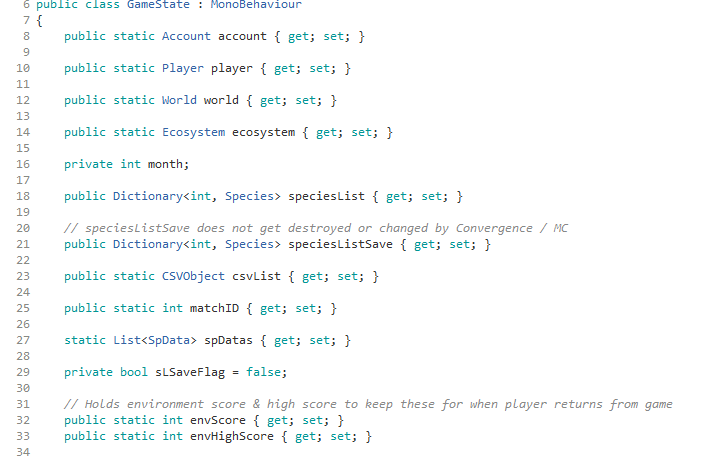 6 public class GameState : MonoBehaviour
7 {
8 public static Account account { get; set; }
9
10 public static Player player { get; set; }
11
12 public static World world { get; set; }
13
14 public static Ecosystem ecosystem { get; set; }
15
16 private int month;
17
18 public Dictionary<int, Species> speciesList { get; set; }
19
20 // speciesListSave does not get destroyed or changed by Convergence / MC
21 public Dictionary<int, Species> speciesListSave { get; set; }
22
23 public static CSVObject csvList { get; set; }
24
25 public static int matchID { get; set; }
26
27 static List<SpData> spDatas { get; set; }
28
29 private bool sLSaveFlag = false;
30
31 // Holds environment score & high score to keep these for when player returns from game
32 public static int envScore { get; set; }
33 public static int envHighScore { get; set; }
34